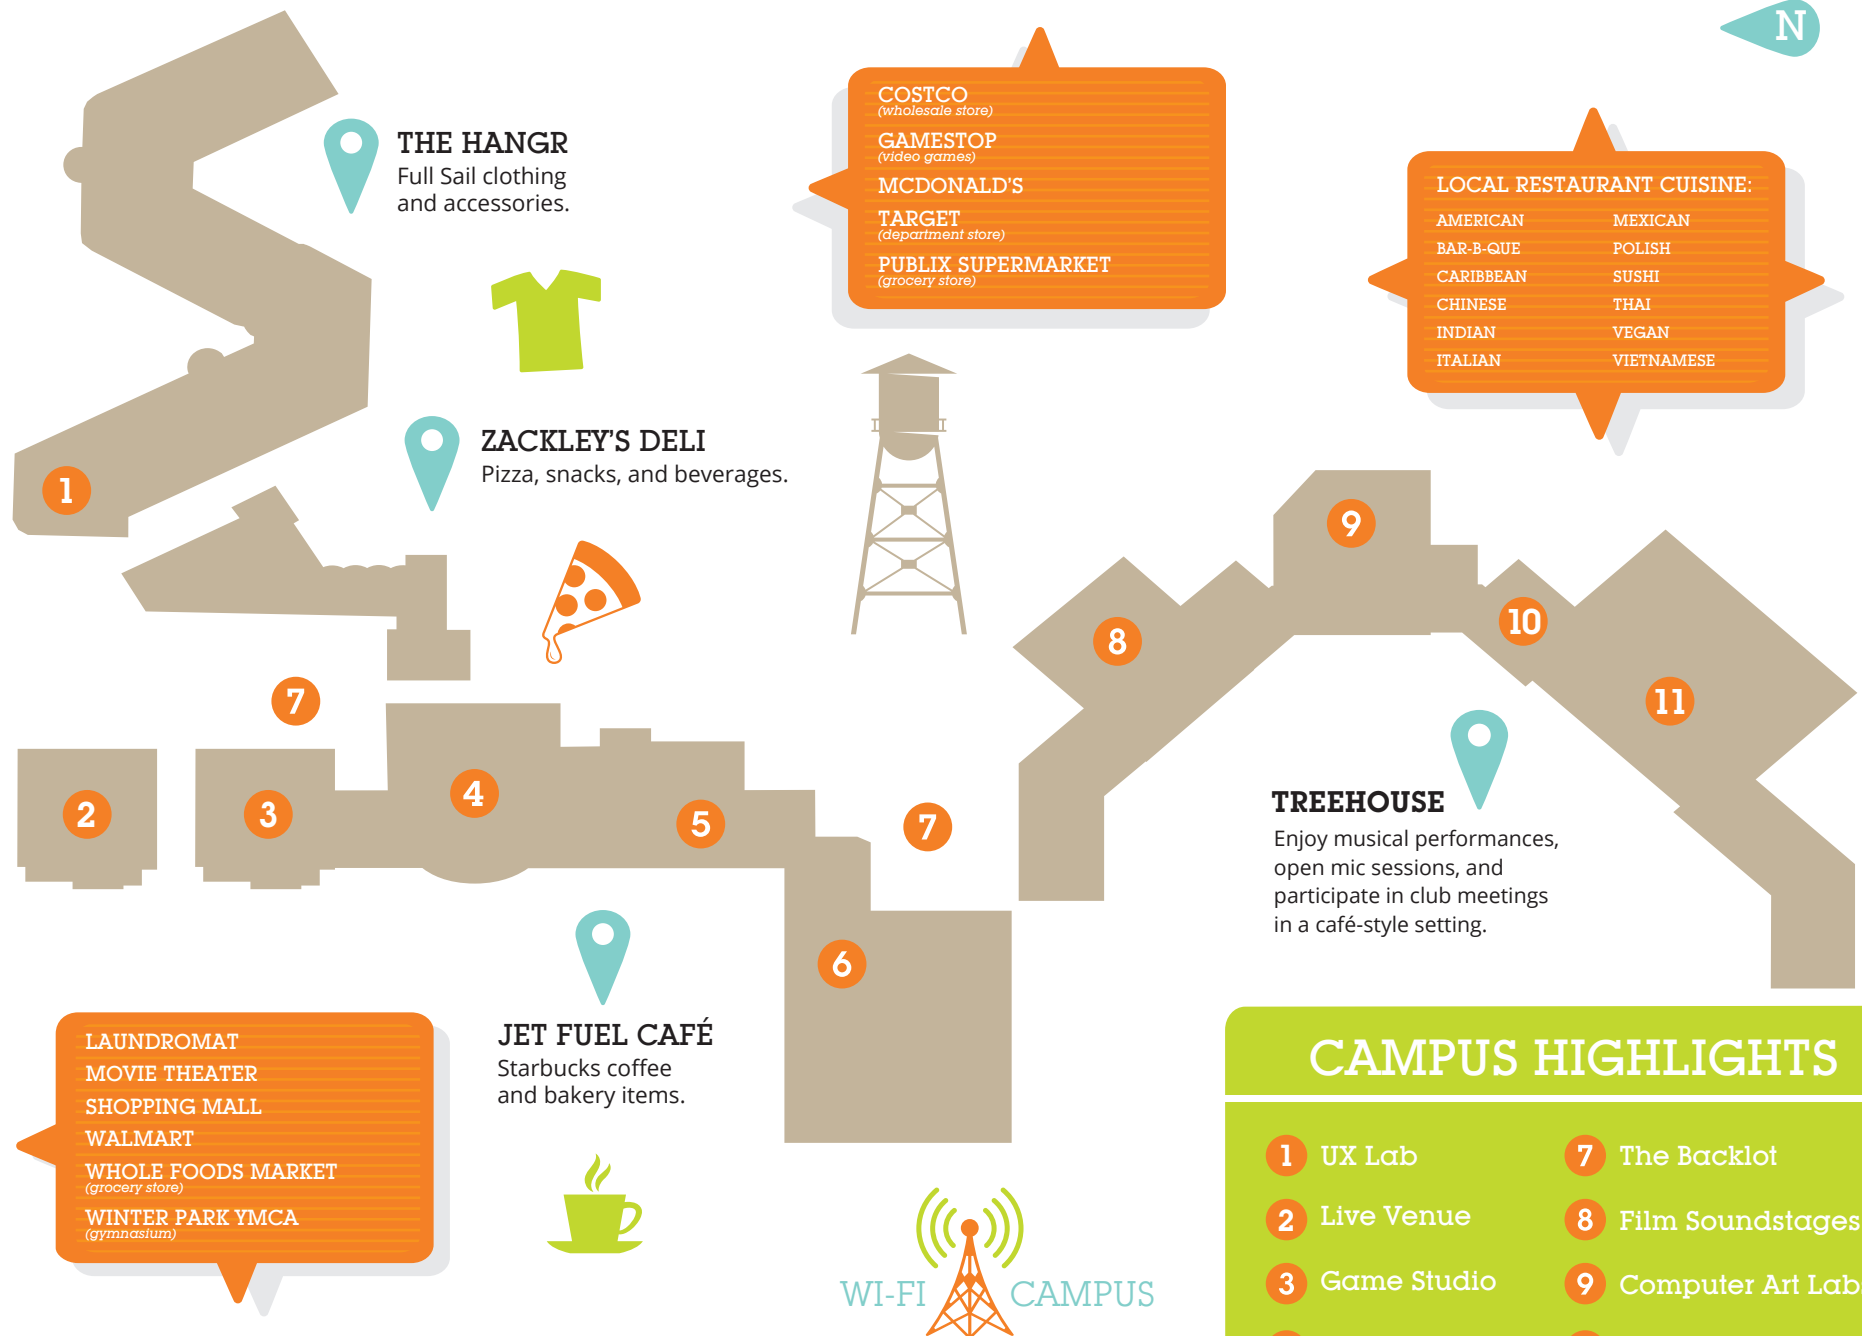 N
COSTCO
(wholesale store)
GAMESTOP
(video games)
MCDONALD'S
TARGET
(department store)
PUBLIX SUPERMARKET
(grocery store)
THE HANGR
Full Sail clothing
and accessories.
LOCAL RESTAURANT CUISINE:
AMERICAN
BAR-B-QUE
CARIBBEAN
CHINESE
INDIAN
ITALIAN
MEXICAN
POLISH
SUSHI
THAI
VEGAN
VIETNAMESE
ZACKLEY'S DELI
Pizza, snacks, and beverages.
1
9
10
8
7
11
2
3
4
5
7
6
TREEHOUSE
Enjoy musical performances,
open mic sessions, and
participate in club meetings
in a café-style setting.
JET FUEL CAFÉ
Starbucks coffee
and bakery items.
LAUNDROMAT
MOVIE THEATER
SHOPPING MALL
WALMART
WHOLE FOODS MARKET
(grocery store)
WINTER PARK YMCA
(gymnasium)
WI-FI CAMPUS
CAMPUS HIGHLIGHTS
1 UX Lab
2 Live Venue
3 Game Studio
7 The Backlot
8 Film Soundstages
9 Computer Art Lab